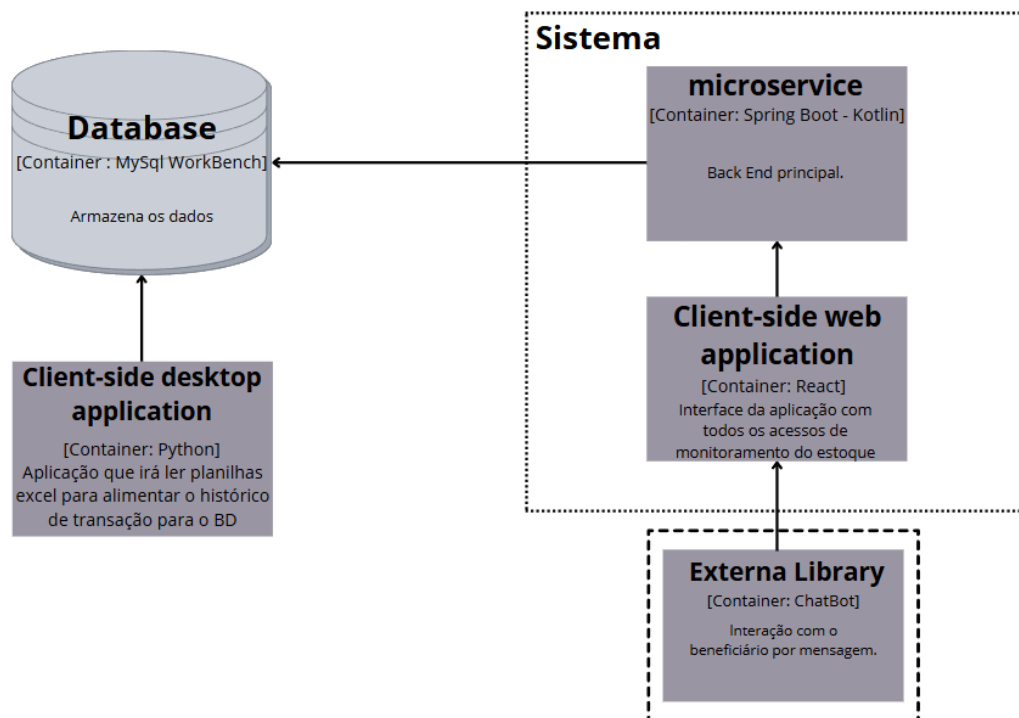 Sistema
microservice
[Container: Spring Boot - Kotlin]
Back End principal.
Database
[Container : MySql WorkBench]
Armazena os dados
Client-side web
application
[Container: React]
Interface da aplicação com
todos os acessos de
monitoramento do estoque
Client-side desktop
application
[Container: Python]
Aplicação que irá ler planilhas
excel para alimentar o histórico
de transação para o BD
Externa Library
[Container: ChatBot]
Interação com o
beneficiário por mensagem.